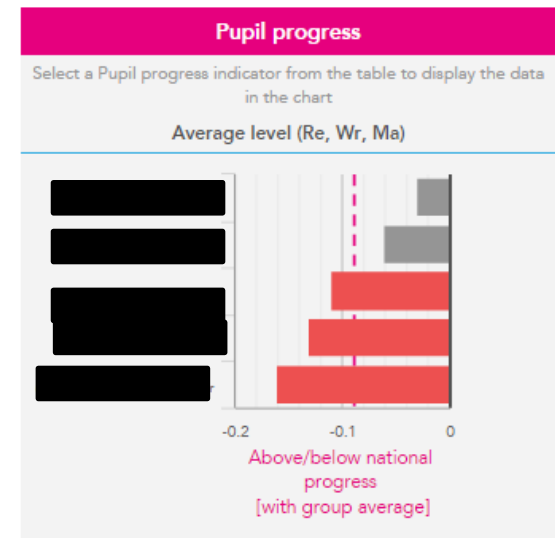 Pupil progress
Select a Pupil progress indicator from the table to display the data
in the chart
Average level (Re, Wr, Ma)
-0.2
-0.1
0
Above/below national
progress
[with group average]